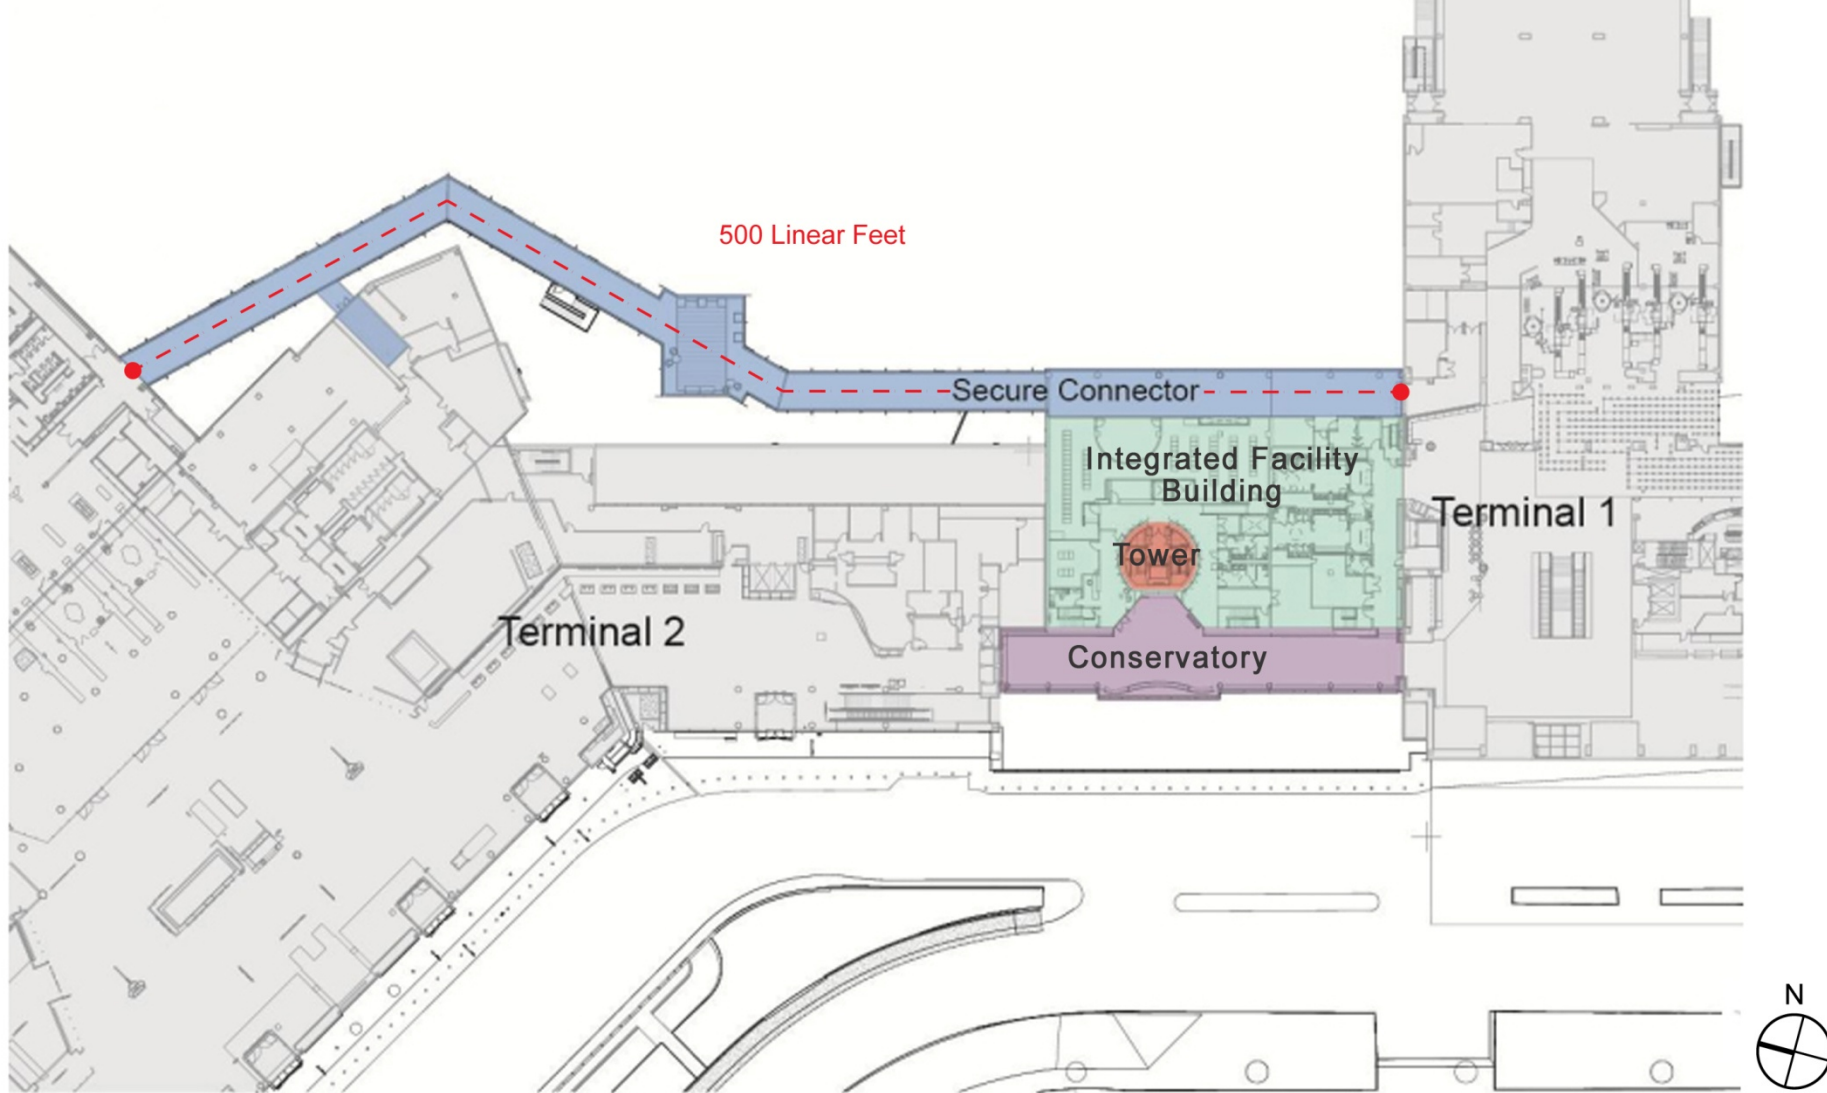 500 Linear Feet
Secure Connector
Integrated Facility
Building
Terminal 1
Tower
Terminal 2
Conservatory
N